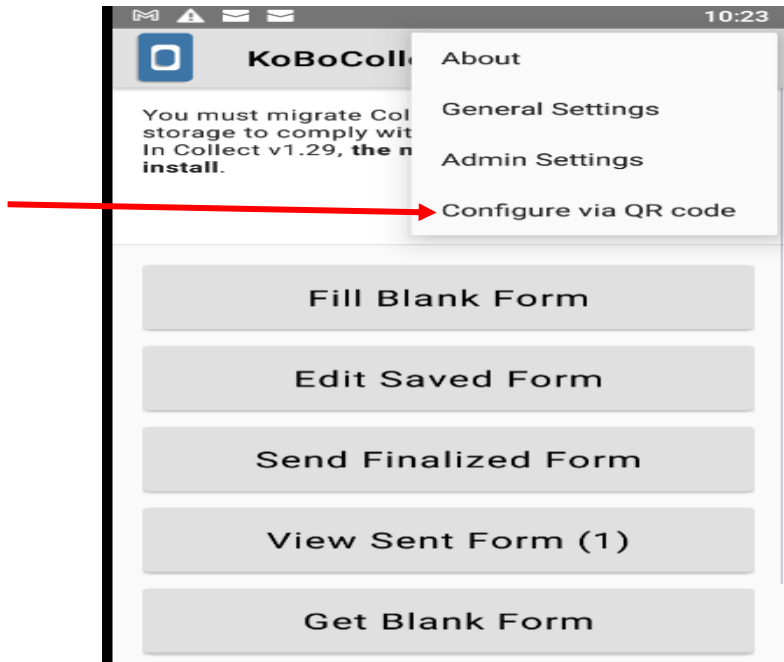 10:23
KoBoColl
About
General Settings
Admin Settings
Configure via QR code
You must migrate Col
storage to comply wit
In Collect v1.29, the
install.
Fill Blank Form
Edit Saved Form
Send Finalized Form
View Sent Form (1)
Get Blank Form